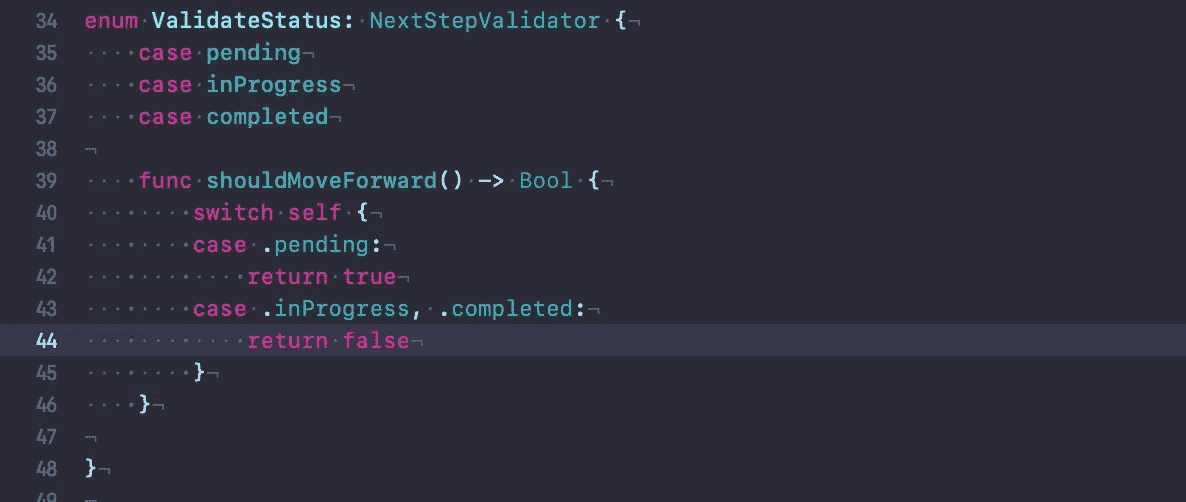 34 enum ValidateStatus: NextStepValidator {
35     case pending
36     case inProgress
37     case completed
38
39     func shouldMoveForward() -> Bool {
40         switch self {
41         case .pending:
42             return true
43         case .inProgress, .completed:
44             return false
45         }
46     }
47
48 }
49